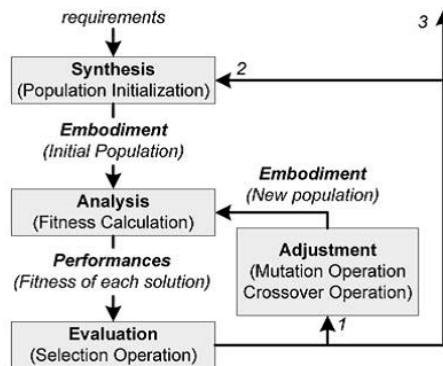 requirements
3
Synthesis
(Population Initialization)
2
Embodiment
(Initial Population)
Embodiment
(New population)
Analysis
(Fitness Calculation)
Adjustment
(Mutation Operation
Crossover Operation)
Performances
(Fitness of each solution)
1
Evaluation
(Selection Operation)